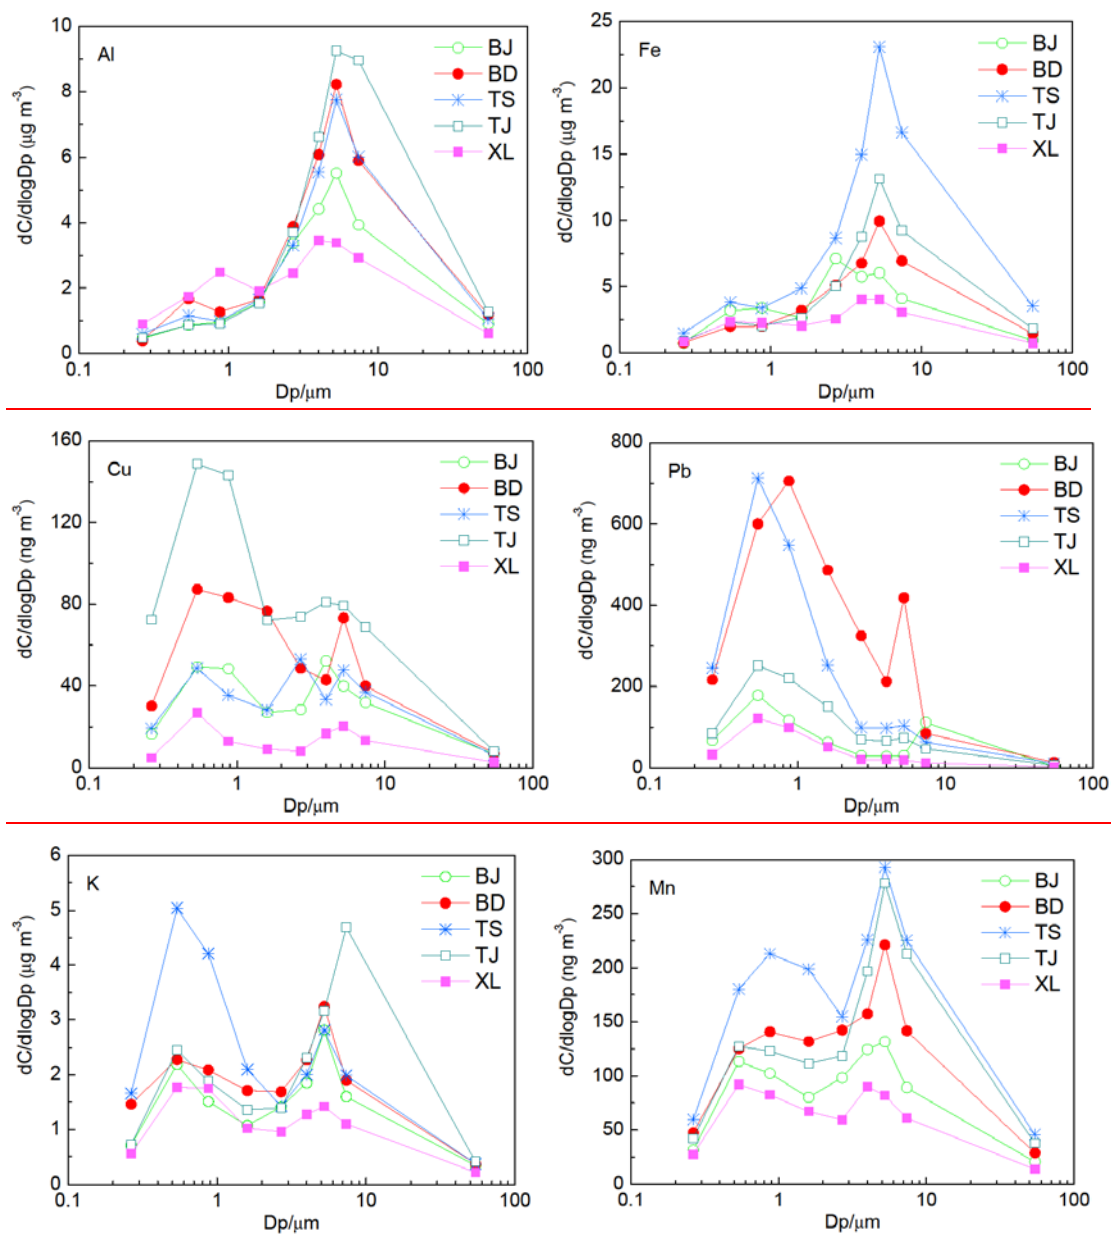 Al
BJ
BD
TS
TJ
XL
10
8
6
4
2
0
dC/dlogDp (μg m⁻³)
0.1 1 10 100
Dp/μm
Fe
BJ
BD
TS
TJ
XL
25
20
15
10
5
0
dC/dlogDp (μg m⁻³)
0.1 1 10 100
Dp/μm
Cu
BJ
BD
TS
TJ
XL
160
120
80
40
0
dC/dlogDp (ng m⁻³)
0.1 1 10 100
Dp/μm
Pb
BJ
BD
TS
TJ
XL
800
600
400
200
0
dC/dlogDp (ng m⁻³)
0.1 1 10 100
Dp/μm
K
BJ
BD
TS
TJ
XL
6
5
4
3
2
1
0
dC/dlogDp (μg m⁻³)
0.1 1 10 100
Dp/μm
Mn
BJ
BD
TS
TJ
XL
300
250
200
150
100
50
0
dC/dlogDp (ng m⁻³)
0.1 1 10 100
Dp/μm